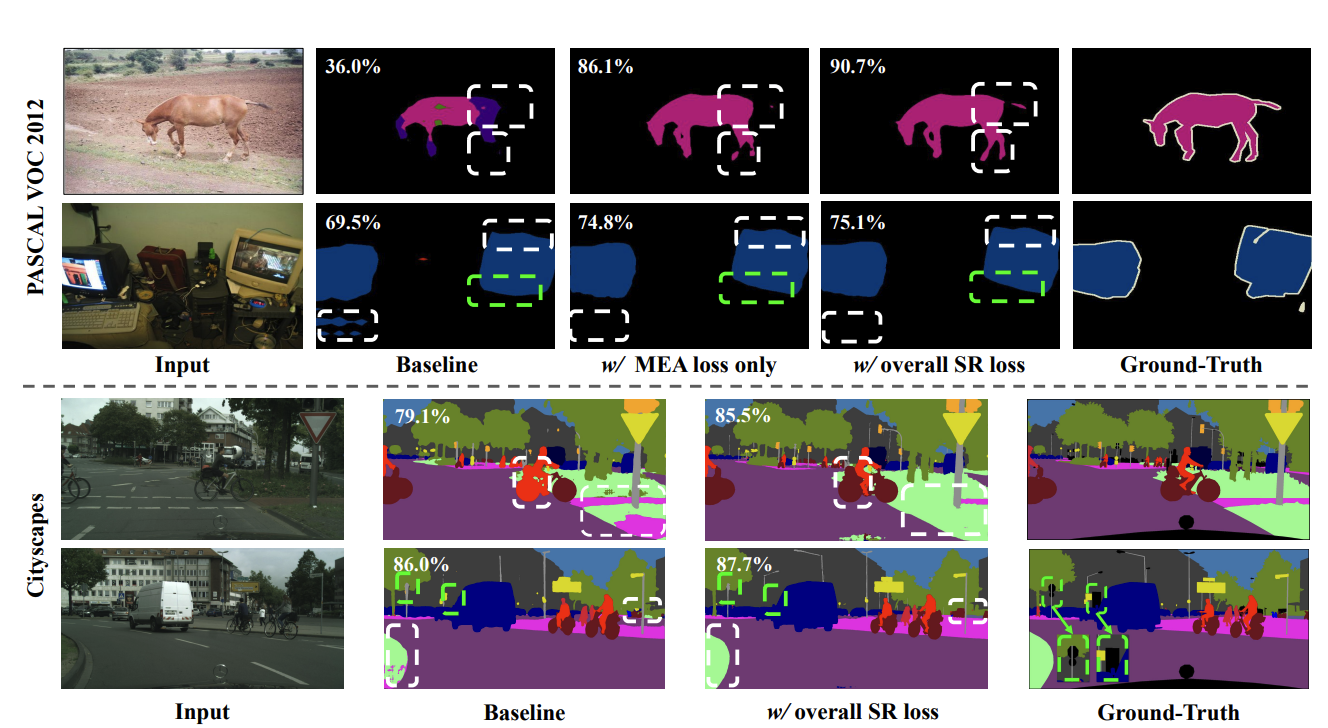 PASCAL VOC 2012
36.0%
86.1%
90.7%
69.5%
74.8%
75.1%
Input
Baseline
w/ MEA loss only
w/ overall SR loss
Ground-Truth
Cityscapes
79.1%
85.5%
86.0%
87.7%
Input
Baseline
w/ overall SR loss
Ground-Truth